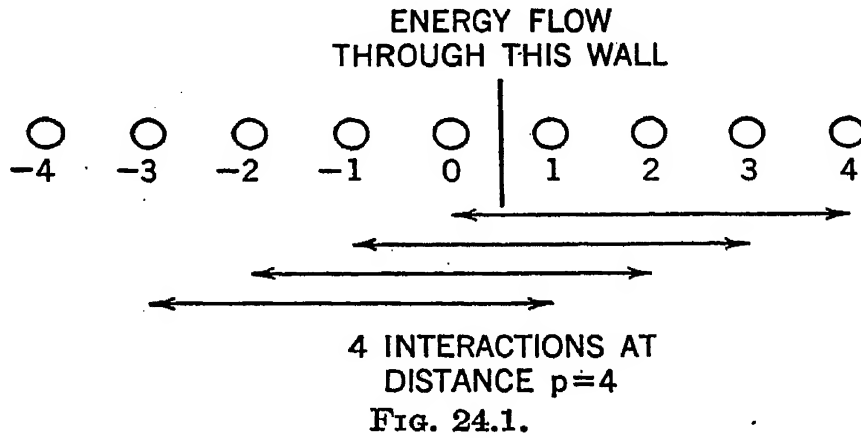 ENERGY FLOW
THROUGH THIS WALL
-4 -3 -2 -1 0 1 2 3 4
4 INTERACTIONS AT
DISTANCE p=4
FIG. 24.1.